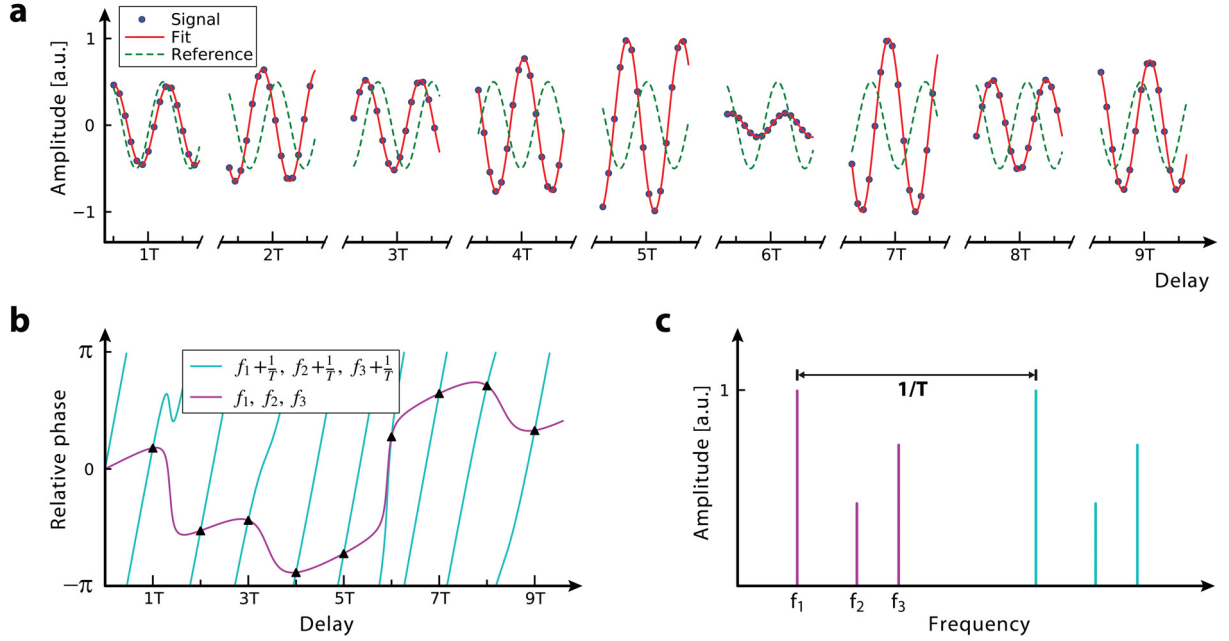 a
Signal
Fit
Reference
Amplitude [a.u.]
1
0
−1
1T 2T 3T 4T 5T 6T 7T 8T 9T
Delay
b
Relative phase
π
0
−π
f₁+1/T, f₂+1/T, f₃+1/T
f₁, f₂, f₃
1T 3T 5T 7T 9T
Delay
c
Amplitude [a.u.]
1
1/T
f₁ f₂ f₃
Frequency